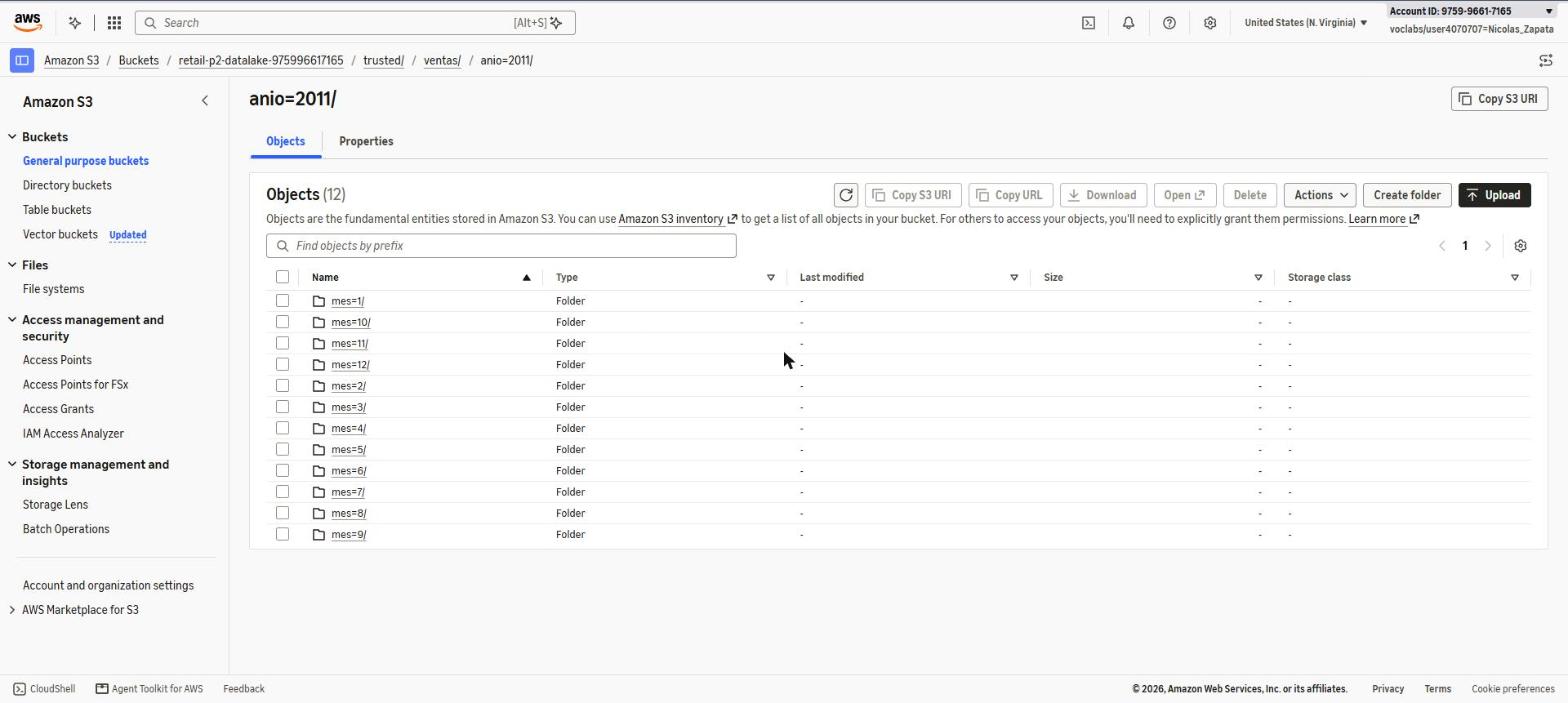 aws
Search [Alt+S]
United States (N. Virginia)
Account ID: 9759-9661-7165
voclabs/user4070707=Nicolas_Zapata
Amazon S3 / Buckets / retail-p2-datalake-975996617165 / trusted/ / ventas/ / anio=2011/
Amazon S3
Buckets
General purpose buckets
Directory buckets
Table buckets
Vector buckets Updated
Files
File systems
Access management and
security
Access Points
Access Points for FSx
Access Grants
IAM Access Analyzer
Storage management and
insights
Storage Lens
Batch Operations
Account and organization settings
AWS Marketplace for S3
anio=2011/
Copy S3 URI
Objects Properties
Objects (12)
Copy S3 URI Copy URL Download Open Delete Actions Create folder Upload
Objects are the fundamental entities stored in Amazon S3. You can use Amazon S3 inventory to get a list of all objects in your bucket. For others to access your objects, you'll need to explicitly grant them permissions. Learn more
Find objects by prefix
1
Name Type Last modified Size Storage class
mes=1/ Folder - - -
mes=10/ Folder - - -
mes=11/ Folder - - -
mes=12/ Folder - - -
mes=2/ Folder - - -
mes=3/ Folder - - -
mes=4/ Folder - - -
mes=5/ Folder - - -
mes=6/ Folder - - -
mes=7/ Folder - - -
mes=8/ Folder - - -
mes=9/ Folder - - -
CloudShell Agent Toolkit for AWS Feedback
© 2026, Amazon Web Services, Inc. or its affiliates. Privacy Terms Cookie preferences